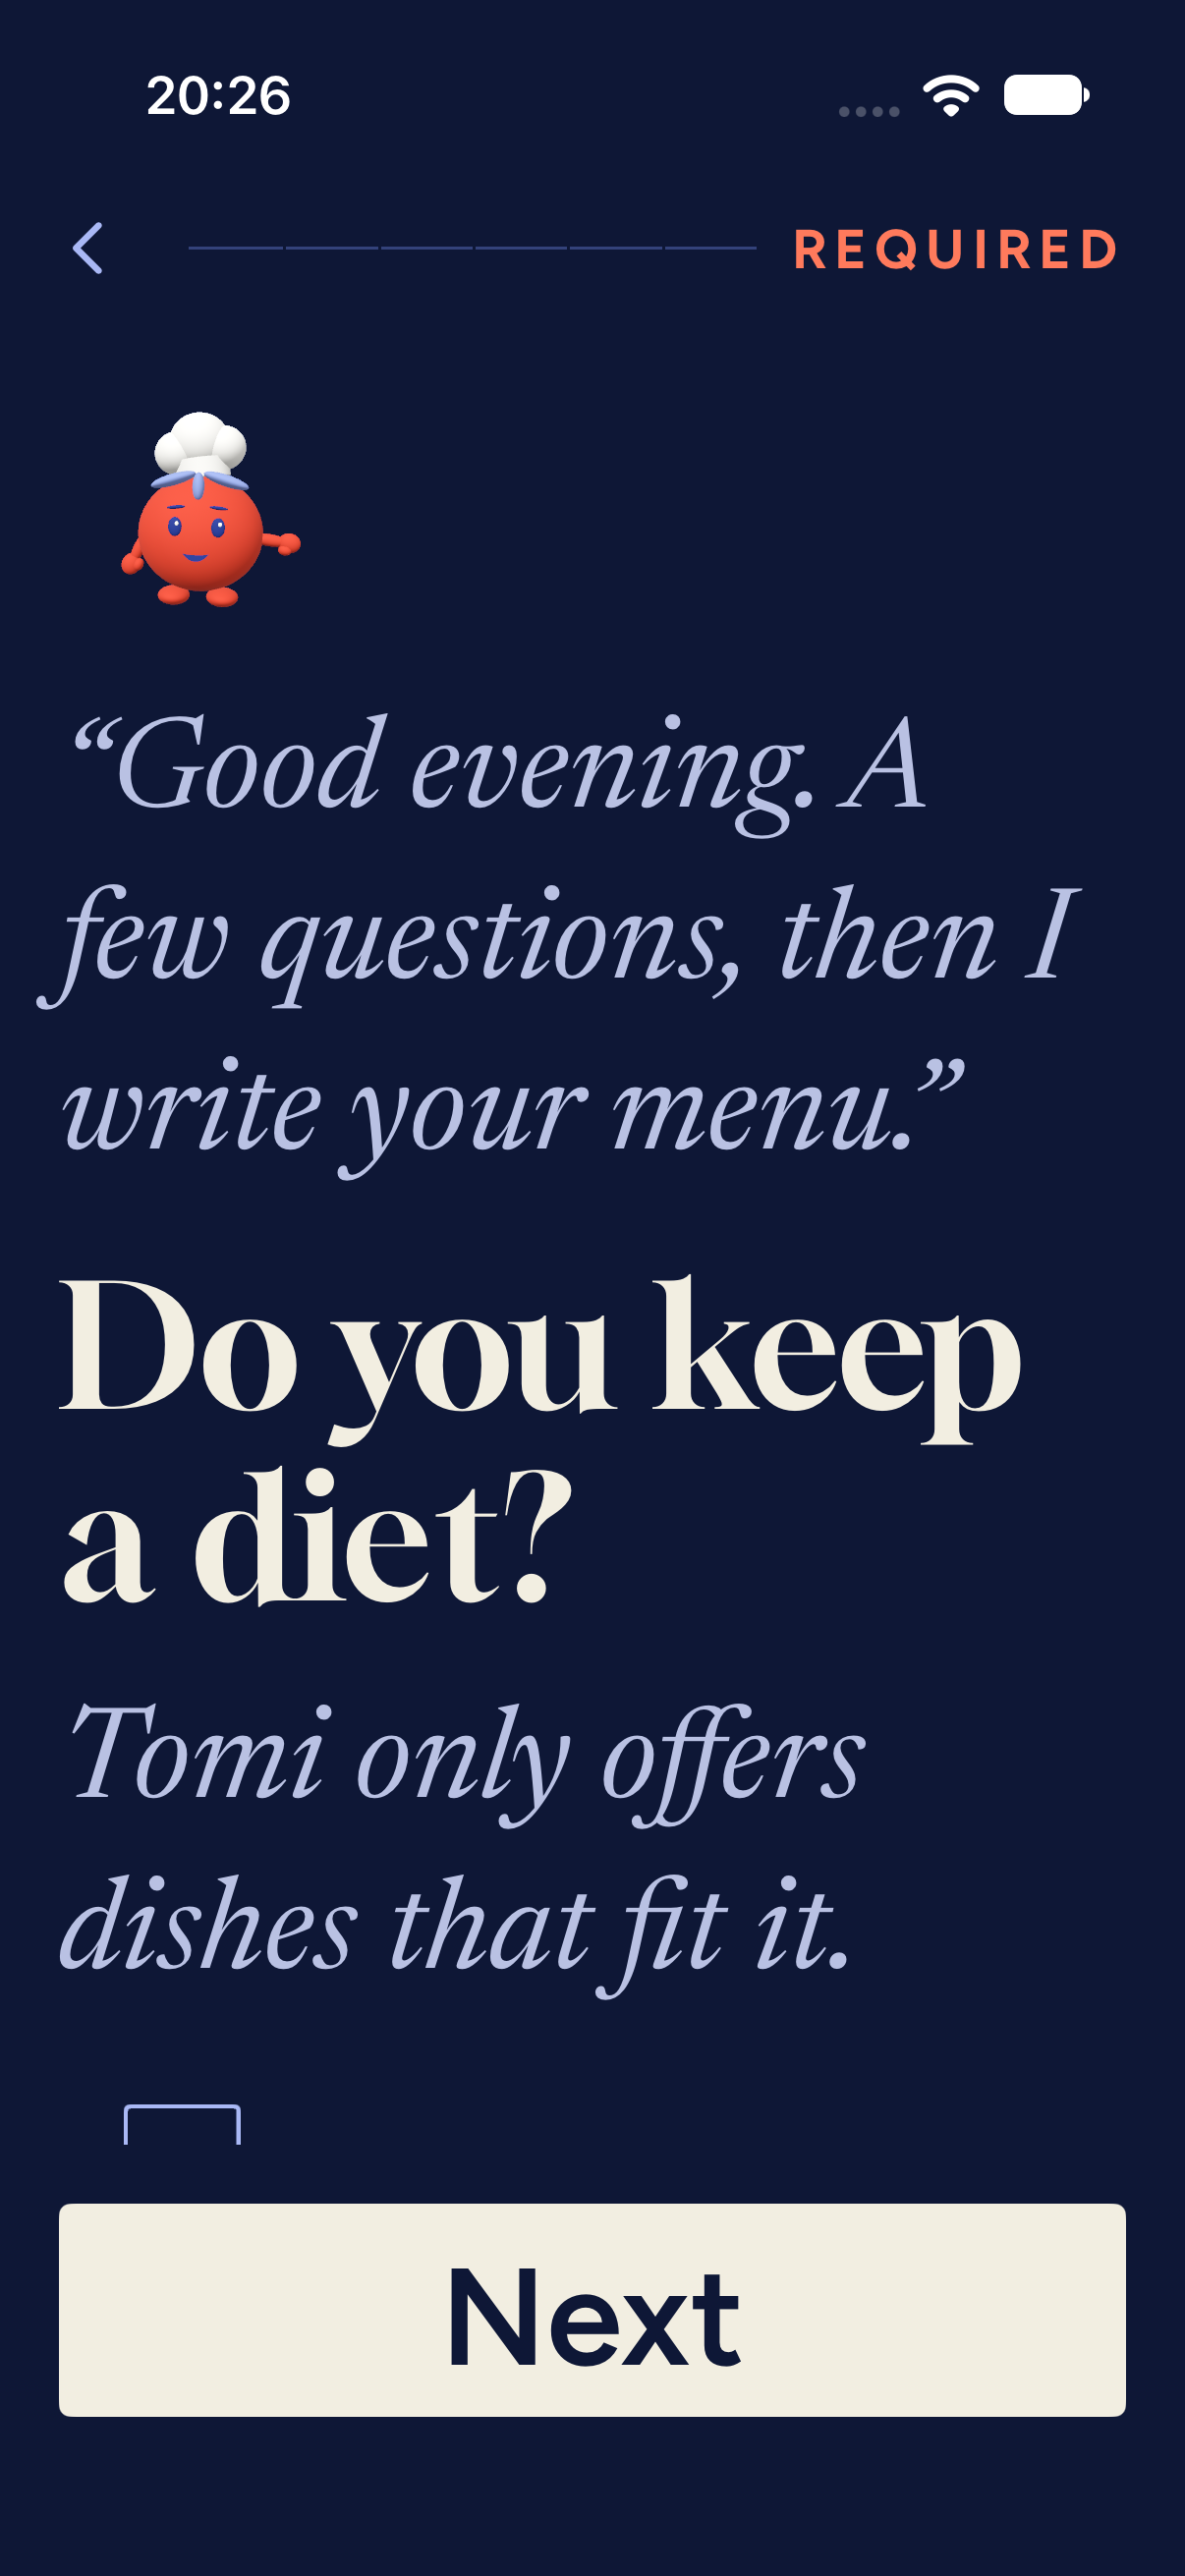 20:26
REQUIRED
“Good evening. A
few questions, then I
write your menu.”
Do you keep
a diet?
Tomi only offers
dishes that fit it.
Next